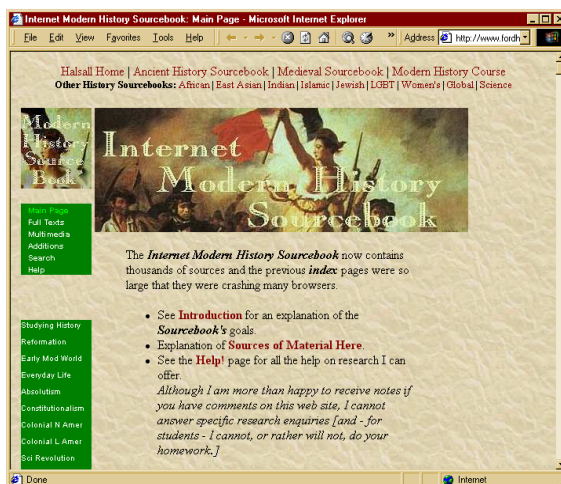 Internet Modern History Sourcebook: Main Page - Microsoft Internet Explorer
File Edit View Favorites Tools Help » Address http://www.fordh
Halsall Home | Ancient History Sourcebook | Medieval Sourcebook | Modern History Course
Other History Sourcebooks: African | East Asian | Indian | Islamic | Jewish | LGBT | Women's | Global | Science
Modern
History
Source
Book
Internet
Modern History
Sourcebook
Main Page
Full Texts
Multimedia
Additions
Search
Help
The Internet Modern History Sourcebook now contains
thousands of sources and the previous index pages were so
large that they were crashing many browsers.
• See Introduction for an explanation of the
Sourcebook's goals.
• Explanation of Sources of Material Here.
• See the Help! page for all the help on research I can
offer.
Although I am more than happy to receive notes if
you have comments on this web site, I cannot
answer specific research enquiries [and - for
students - I cannot, or rather will not, do your
homework.]
Studying History
Reformation
Early Mod World
Everyday Life
Absolutism
Constitutionalism
Colonial N Amer
Colonial L Amer
Sci Revolution
Done Internet